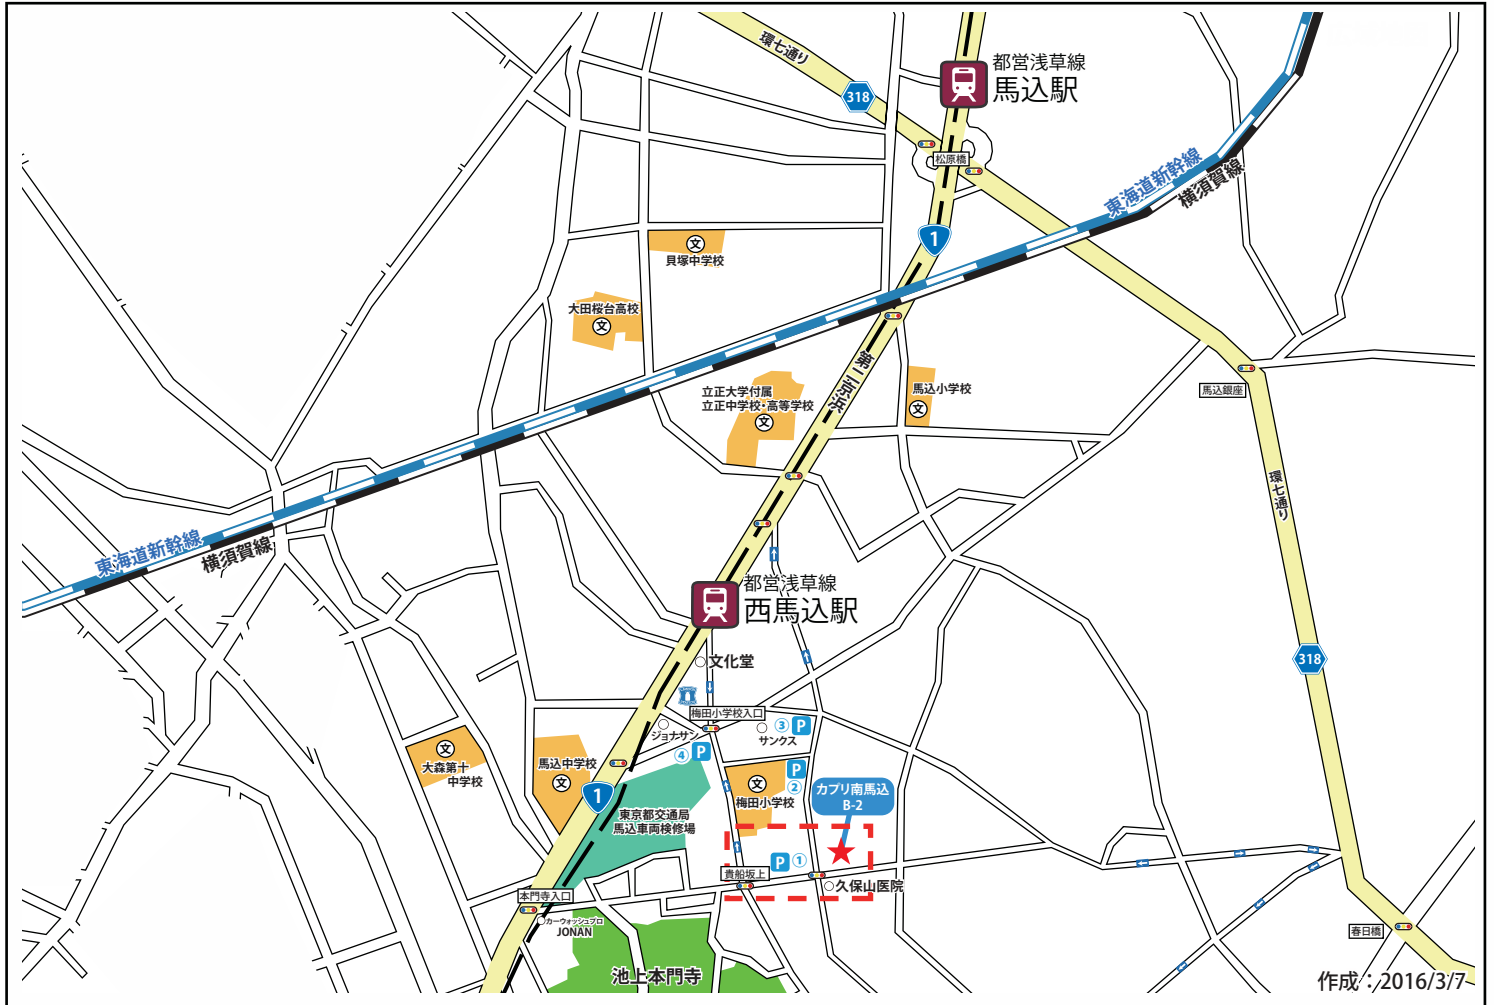 環七通り
318
都営浅草線
馬込駅
松原橋
東海道新幹線
横須賀線
1
文
貝塚中学校
大田桜台高校
文
第二京浜
立正大学付属
立正中学校・高等学校
文
馬込小学校
文
馬込銀座
環七通り
東海道新幹線
横須賀線
都営浅草線
西馬込駅
文化堂
318
梅田小学校入口
ジョナサン
③ P
サンクス
④ P
文
大森第十
中学校
馬込中学校
文
1
文
梅田小学校
P
②
カプリ南馬込
B-2
東京都交通局
馬込車両検修場
P ①
貴船坂上
久保山医院
本門寺入口
カーウォッシュプロ
JONAN
池上本門寺
春日橋
作成：2016/3/7